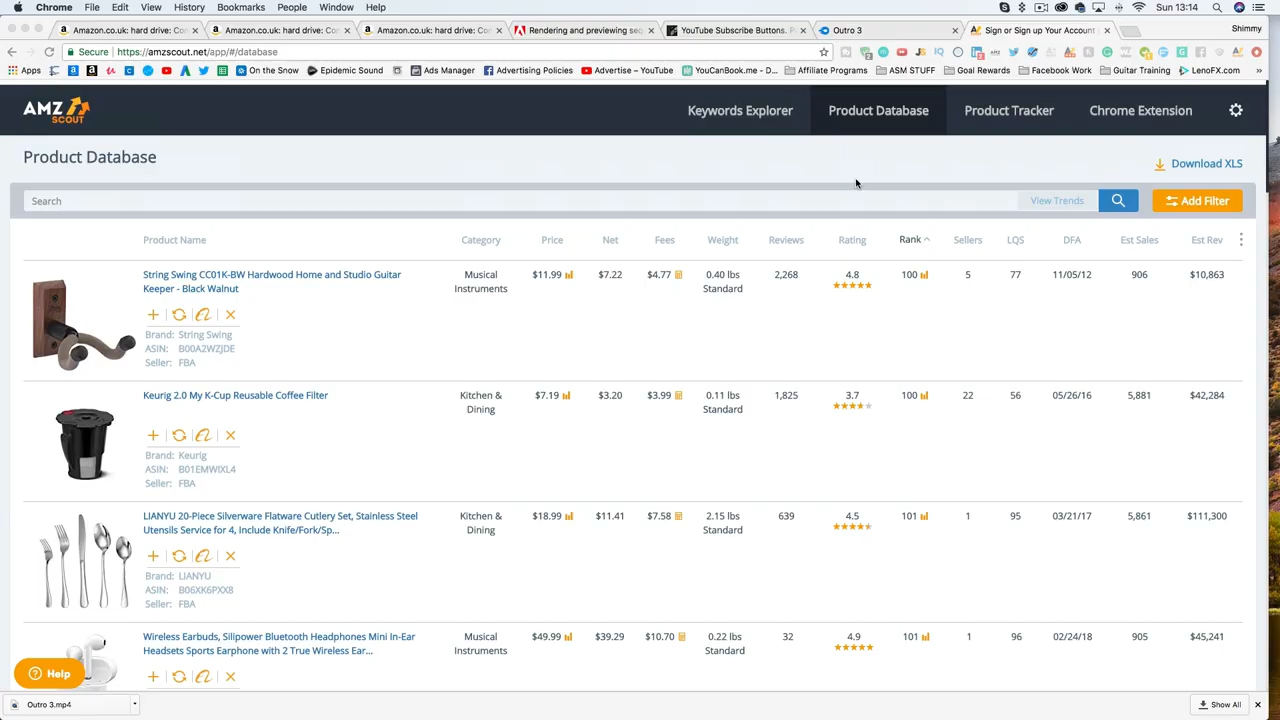 Chrome File Edit View History Bookmarks People Window Help Sun 13:14
Amazon.co.uk: hard drive: Con Amazon.co.uk: hard drive: Con Amazon.co.uk: hard drive: Con Rendering and previewing seq YouTube Subscribe Buttons. P Outro 3 Sign or Sign up Your Account Shimmy
Secure https://amzscout.net/app/#/database
Apps On the Snow Epidemic Sound Ads Manager Advertising Policies Advertise – YouTube YouCanBook.me - D... Affiliate Programs ASM STUFF Goal Rewards Facebook Work Guitar Training LenoFX.com »
AMZ SCOUT Keywords Explorer Product Database Product Tracker Chrome Extension
Product Database
Download XLS
Search View Trends Add Filter
Product Name Category Price Net Fees Weight Reviews Rating Rank Sellers LQS DFA Est Sales Est Rev
String Swing CC01K-BW Hardwood Home and Studio Guitar Musical $11.99 $7.22 $4.77 0.40 lbs 2,268 4.8 100 5 77 11/05/12 906 $10,863
Keeper - Black Walnut Instruments Standard
Brand: String Swing
ASIN: B00A2WZJDE
Seller: FBA
Keurig 2.0 My K-Cup Reusable Coffee Filter Kitchen & $7.19 $3.20 $3.99 0.11 lbs 1,825 3.7 100 22 56 05/26/16 5,881 $42,284
Dining Standard
Brand: Keurig
ASIN: B01EMWIXL4
Seller: FBA
LIANYU 20-Piece Silverware Flatware Cutlery Set, Stainless Steel Kitchen & $18.99 $11.41 $7.58 2.15 lbs 639 4.5 101 1 95 03/21/17 5,861 $111,300
Utensils Service for 4, Include Knife/Fork/Sp... Dining Standard
Brand: LIANYU
ASIN: B06XK6PXX8
Seller: FBA
Wireless Earbuds, Silipower Bluetooth Headphones Mini In-Ear Musical $49.99 $39.29 $10.70 0.22 lbs 32 4.9 101 1 96 02/24/18 905 $45,241
Headsets Sports Earphone with 2 True Wireless Ear... Instruments Standard
Help
Outro 3.mp4 Show All